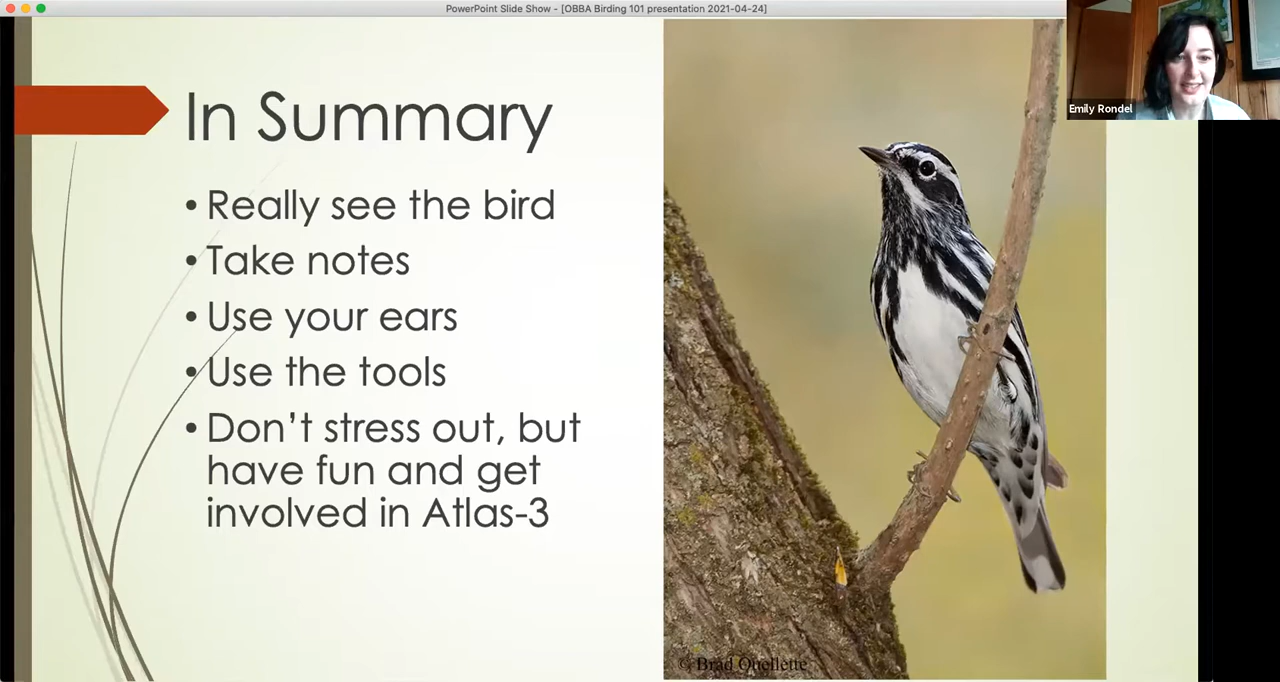 PowerPoint Slide Show - [OBBA Birding 101 presentation 2021-04-24]
Emily Rondel
In Summary
• Really see the bird
• Take notes
• Use your ears
• Use the tools
• Don't stress out, but
have fun and get
involved in Atlas-3
© Brad Ouellette